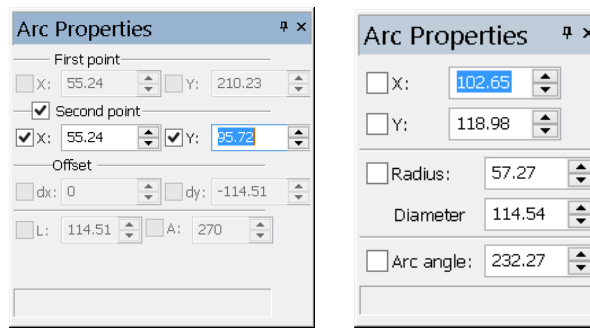 Arc Properties
First point
X: 55.24 Y: 210.23
Second point
X: 55.24 Y: 95.72
Offset
dx: 0 dy: -114.51
L: 114.51 A: 270
Arc Properties
X: 102.65
Y: 118.98
Radius: 57.27
Diameter 114.54
Arc angle: 232.27